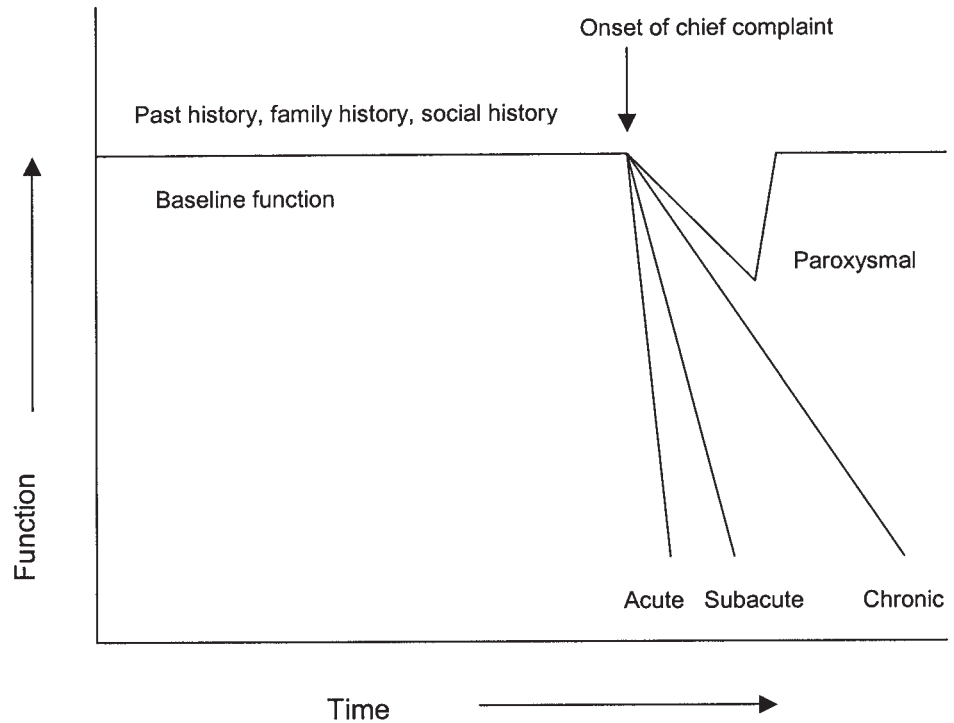 Onset of chief complaint
Past history, family history, social history
Baseline function
Paroxysmal
Function
Acute
Subacute
Chronic
Time